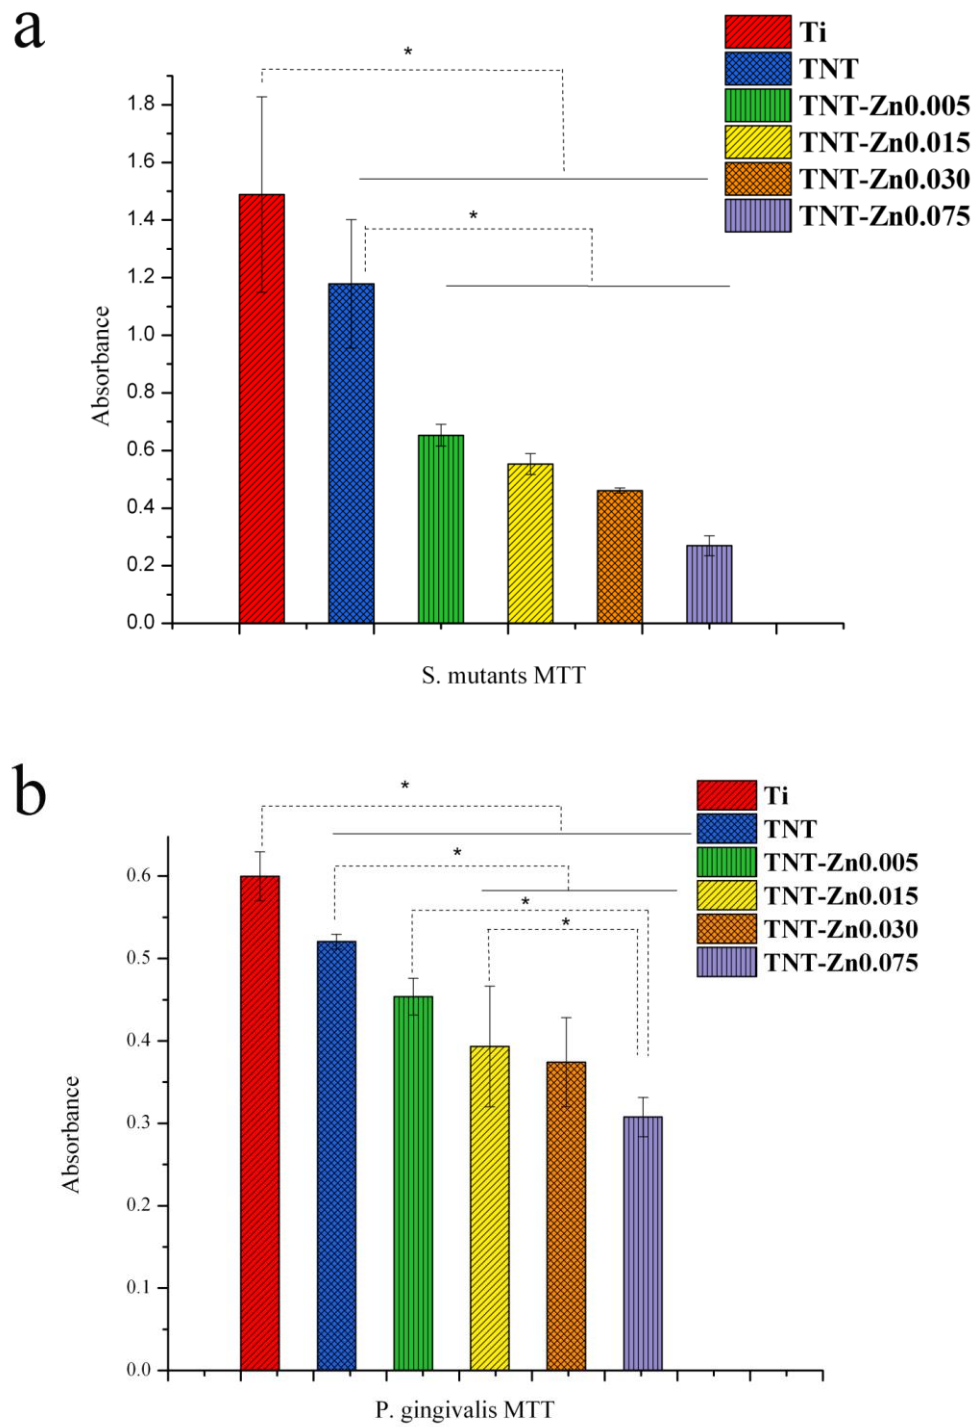 a
*
Ti
TNT
TNT-Zn0.005
TNT-Zn0.015
TNT-Zn0.030
TNT-Zn0.075
*
1.8
1.6
1.4
1.2
1.0
0.8
0.6
0.4
0.2
0.0
Absorbance
S. mutants MTT
b
*
Ti
TNT
TNT-Zn0.005
TNT-Zn0.015
TNT-Zn0.030
TNT-Zn0.075
*
*
*
0.6
0.5
0.4
0.3
0.2
0.1
0.0
Absorbance
P. gingivalis MTT